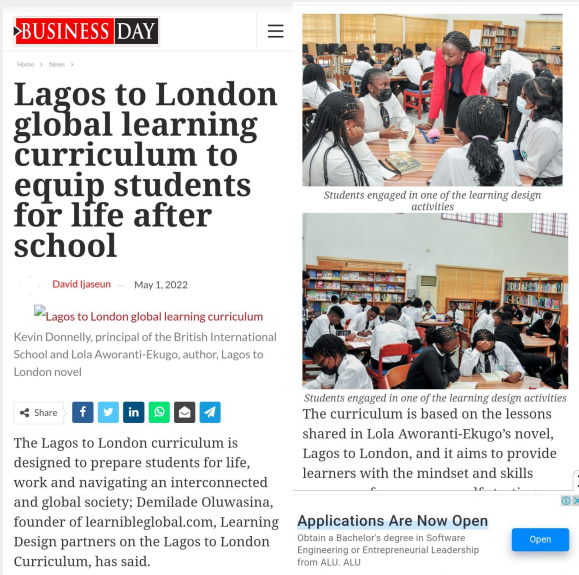 BUSINESS DAY
Home > News >
Lagos to London
global learning
curriculum to
equip students
for life after
school
David Ijaseun — May 1, 2022
Lagos to London global learning curriculum
Kevin Donnelly, principal of the British International
School and Lola Aworanti-Ekugo, author, Lagos to
London novel
Share
The Lagos to London curriculum is
designed to prepare students for life,
work and navigating an interconnected
and global society; Demilade Oluwasina,
founder of learnibleglobal.com, Learning
Design partners on the Lagos to London
Curriculum, has said.
Students engaged in one of the learning design
activities
Students engaged in one of the learning design activities
The curriculum is based on the lessons
shared in Lola Aworanti-Ekugo's novel,
Lagos to London, and it aims to provide
learners with the mindset and skills
Applications Are Now Open
Obtain a Bachelor's degree in Software
Engineering or Entrepreneurial Leadership
from ALU. ALU
Open